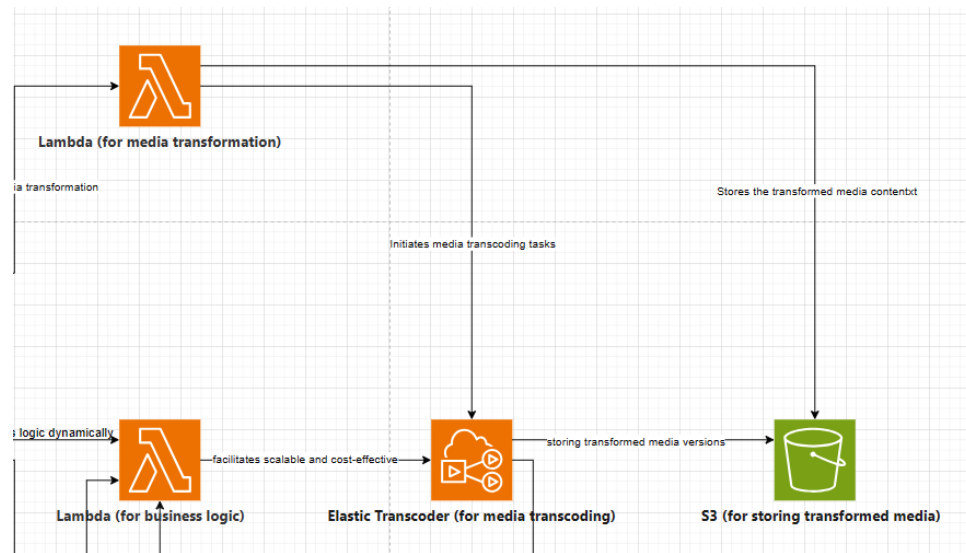 Lambda (for media transformation)
ia transformation
Stores the transformed media contentxt
Initiates media transcoding tasks
s logic dynamically
facilitates scalable and cost-effective
storing transformed media versions
Lambda (for business logic)
Elastic Transcoder (for media transcoding)
S3 (for storing transformed media)